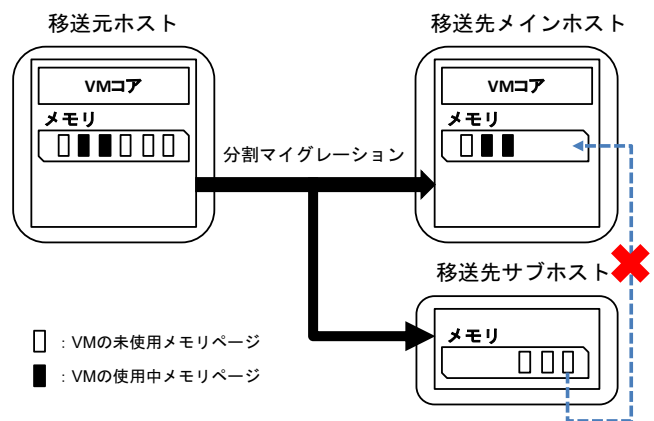 移送元ホスト
移送先メインホスト
VMコア
メモリ
VMコア
メモリ
分割マイグレーション
移送先サブホスト
メモリ
：VMの未使用メモリページ
：VMの使用中メモリページ